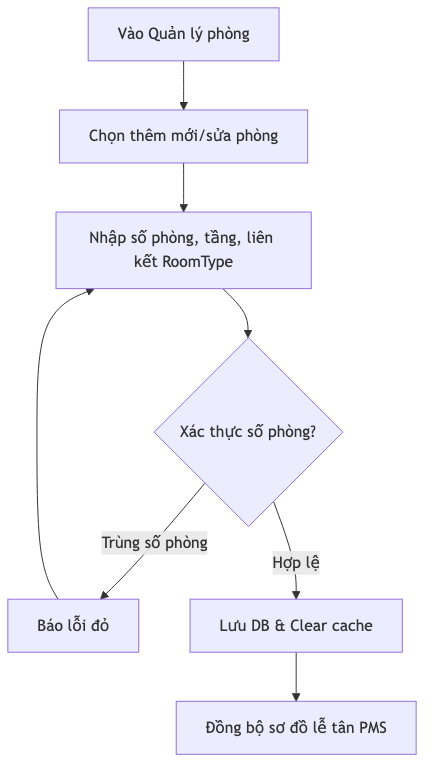 Vào Quản lý phòng
Chọn thêm mới/sửa phòng
Nhập số phòng, tầng, liên
kết RoomType
Xác thực số phòng?
Trùng số phòng
Hợp lệ
Báo lỗi đỏ
Lưu DB & Clear cache
Đồng bộ sơ đồ lễ tân PMS